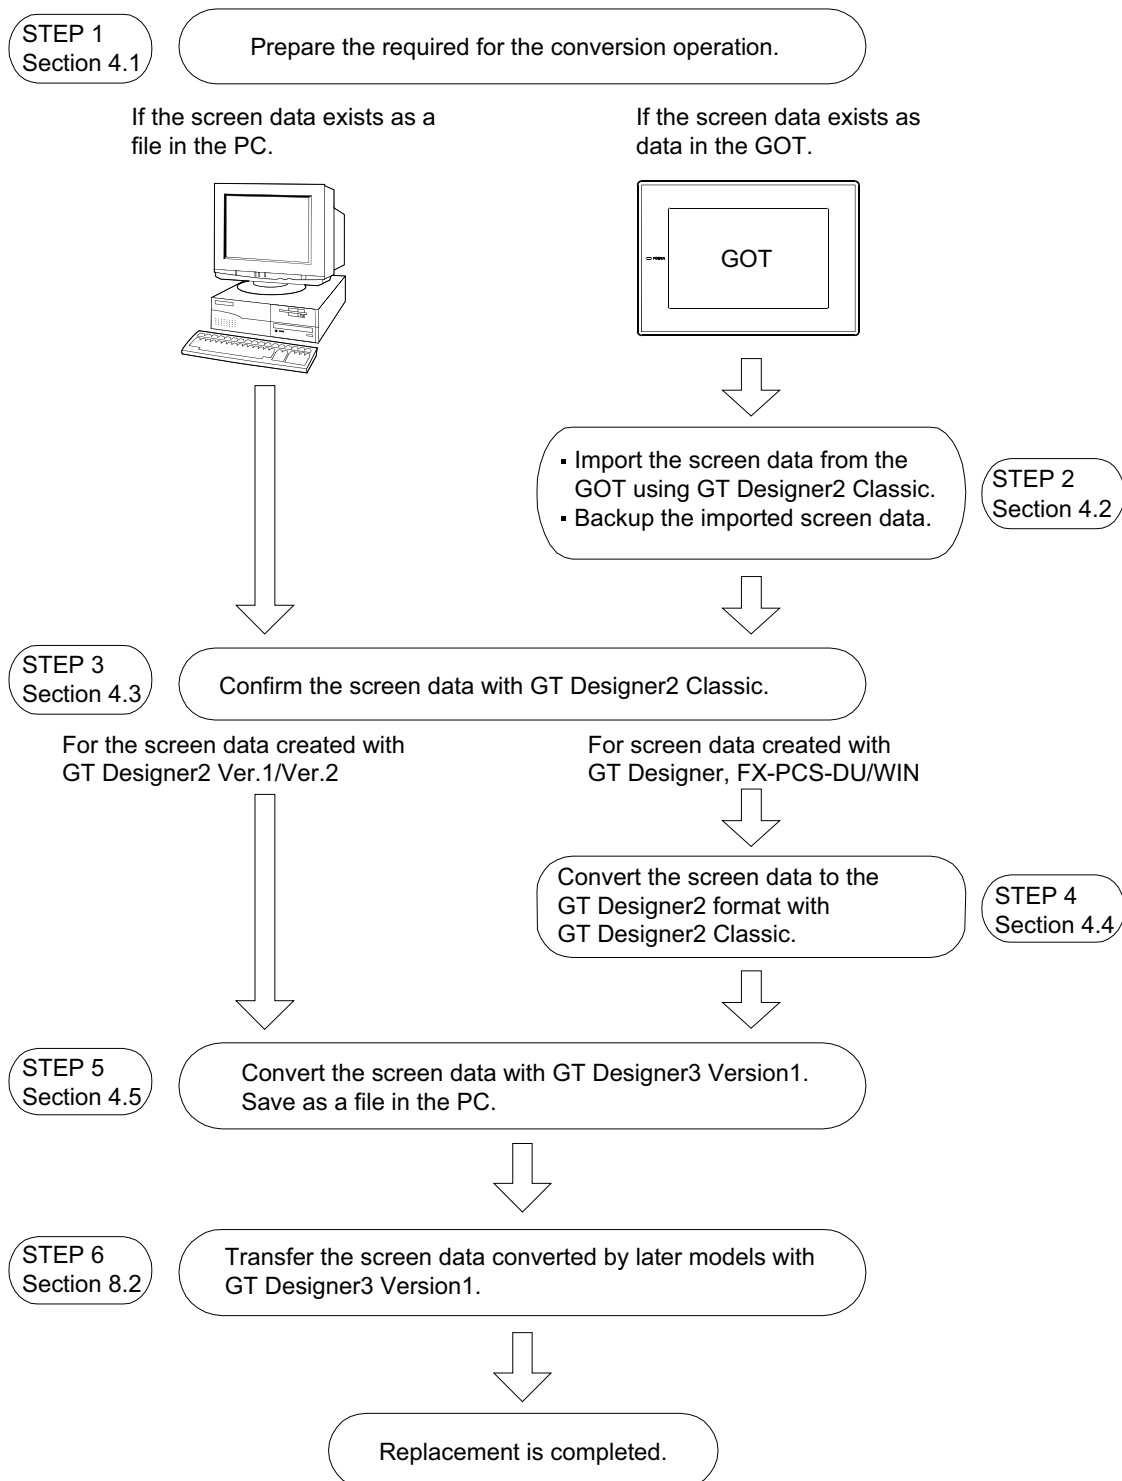 STEP 1
Section 4.1
Prepare the required for the conversion operation.
If the screen data exists as a
file in the PC.
If the screen data exists as
data in the GOT.
POWER
GOT
▪ Import the screen data from the
GOT using GT Designer2 Classic.
▪ Backup the imported screen data.
STEP 2
Section 4.2
STEP 3
Section 4.3
Confirm the screen data with GT Designer2 Classic.
For the screen data created with
GT Designer2 Ver.1/Ver.2
For screen data created with
GT Designer, FX-PCS-DU/WIN
Convert the screen data to the
GT Designer2 format with
GT Designer2 Classic.
STEP 4
Section 4.4
STEP 5
Section 4.5
Convert the screen data with GT Designer3 Version1.
Save as a file in the PC.
STEP 6
Section 8.2
Transfer the screen data converted by later models with
GT Designer3 Version1.
Replacement is completed.